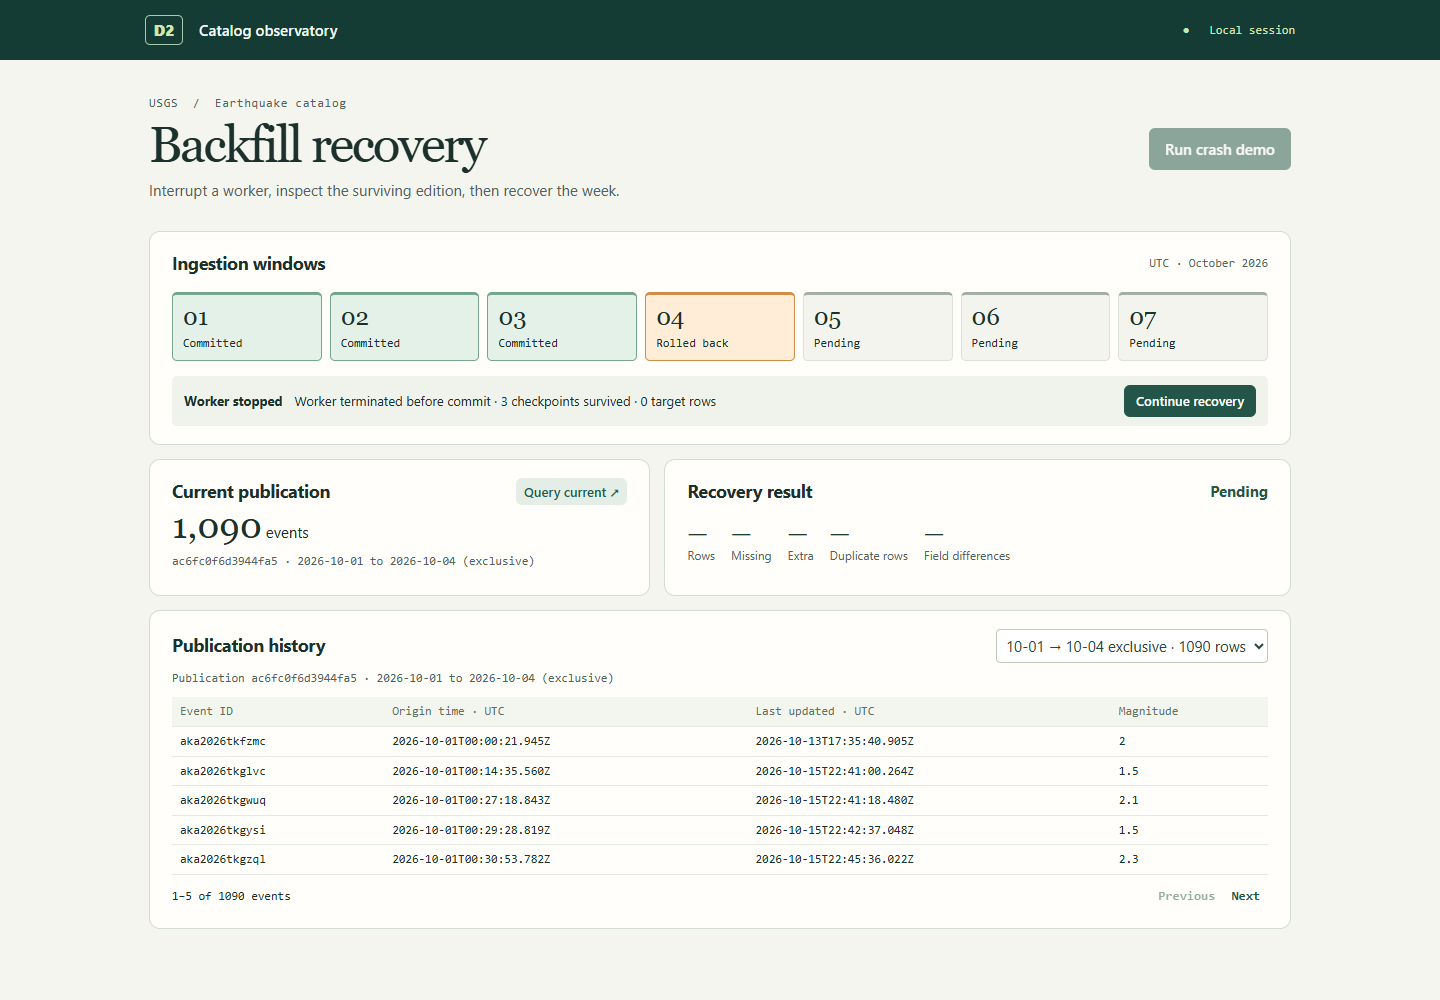 D2 Catalog observatory
Local session
USGS / Earthquake catalog
Backfill recovery
Run crash demo
Interrupt a worker, inspect the surviving edition, then recover the week.
Ingestion windows
UTC · October 2026
01
Committed
02
Committed
03
Committed
04
Rolled back
05
Pending
06
Pending
07
Pending
Worker stopped Worker terminated before commit · 3 checkpoints survived · 0 target rows
Continue recovery
Current publication
Query current ↗
1,090 events
ac6fc0f6d3944fa5 · 2026-10-01 to 2026-10-04 (exclusive)
Recovery result
Pending
— — — — —
Rows Missing Extra Duplicate rows Field differences
Publication history
10-01 → 10-04 exclusive · 1090 rows
Publication ac6fc0f6d3944fa5 · 2026-10-01 to 2026-10-04 (exclusive)
Event ID Origin time · UTC Last updated · UTC Magnitude
aka2026tkfzmc 2026-10-01T00:00:21.945Z 2026-10-13T17:35:40.905Z 2
aka2026tkglvc 2026-10-01T00:14:35.560Z 2026-10-15T22:41:00.264Z 1.5
aka2026tkgwuq 2026-10-01T00:27:18.843Z 2026-10-15T22:41:18.480Z 2.1
aka2026tkgysi 2026-10-01T00:29:28.819Z 2026-10-15T22:42:37.048Z 1.5
aka2026tkgzql 2026-10-01T00:30:53.782Z 2026-10-15T22:45:36.022Z 2.3
1–5 of 1090 events
Previous Next